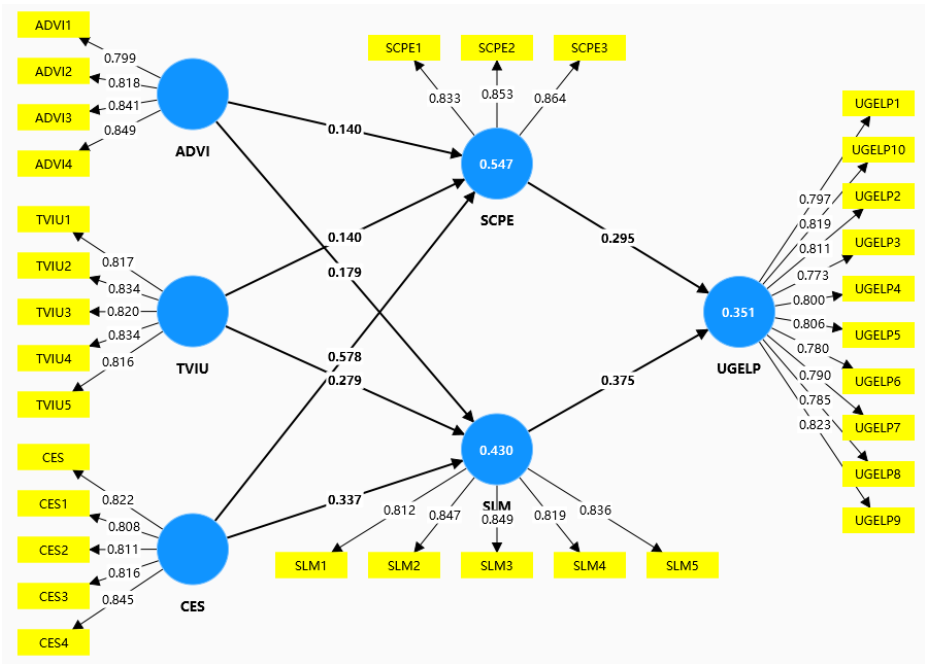 ADVI1
ADVI2
ADVI3
ADVI4
0.799
0.818
0.841
0.849
ADVI
TVIU1
TVIU2
TVIU3
TVIU4
TVIU5
0.817
0.834
0.820
0.834
0.816
TVIU
CES
CES1
CES2
CES3
CES4
0.822
0.808
0.811
0.816
0.845
CES
0.140
0.140
0.179
0.578
0.279
0.337
SCPE1
SCPE2
SCPE3
0.833
0.853
0.864
0.547
SCPE
0.430
SLM
0.812
0.847
0.849
0.819
0.836
SLM1
SLM2
SLM3
SLM4
SLM5
0.295
0.375
0.351
UGELP
0.797
0.819
0.811
0.773
0.800
0.806
0.780
0.790
0.785
0.823
UGELP1
UGELP10
UGELP2
UGELP3
UGELP4
UGELP5
UGELP6
UGELP7
UGELP8
UGELP9